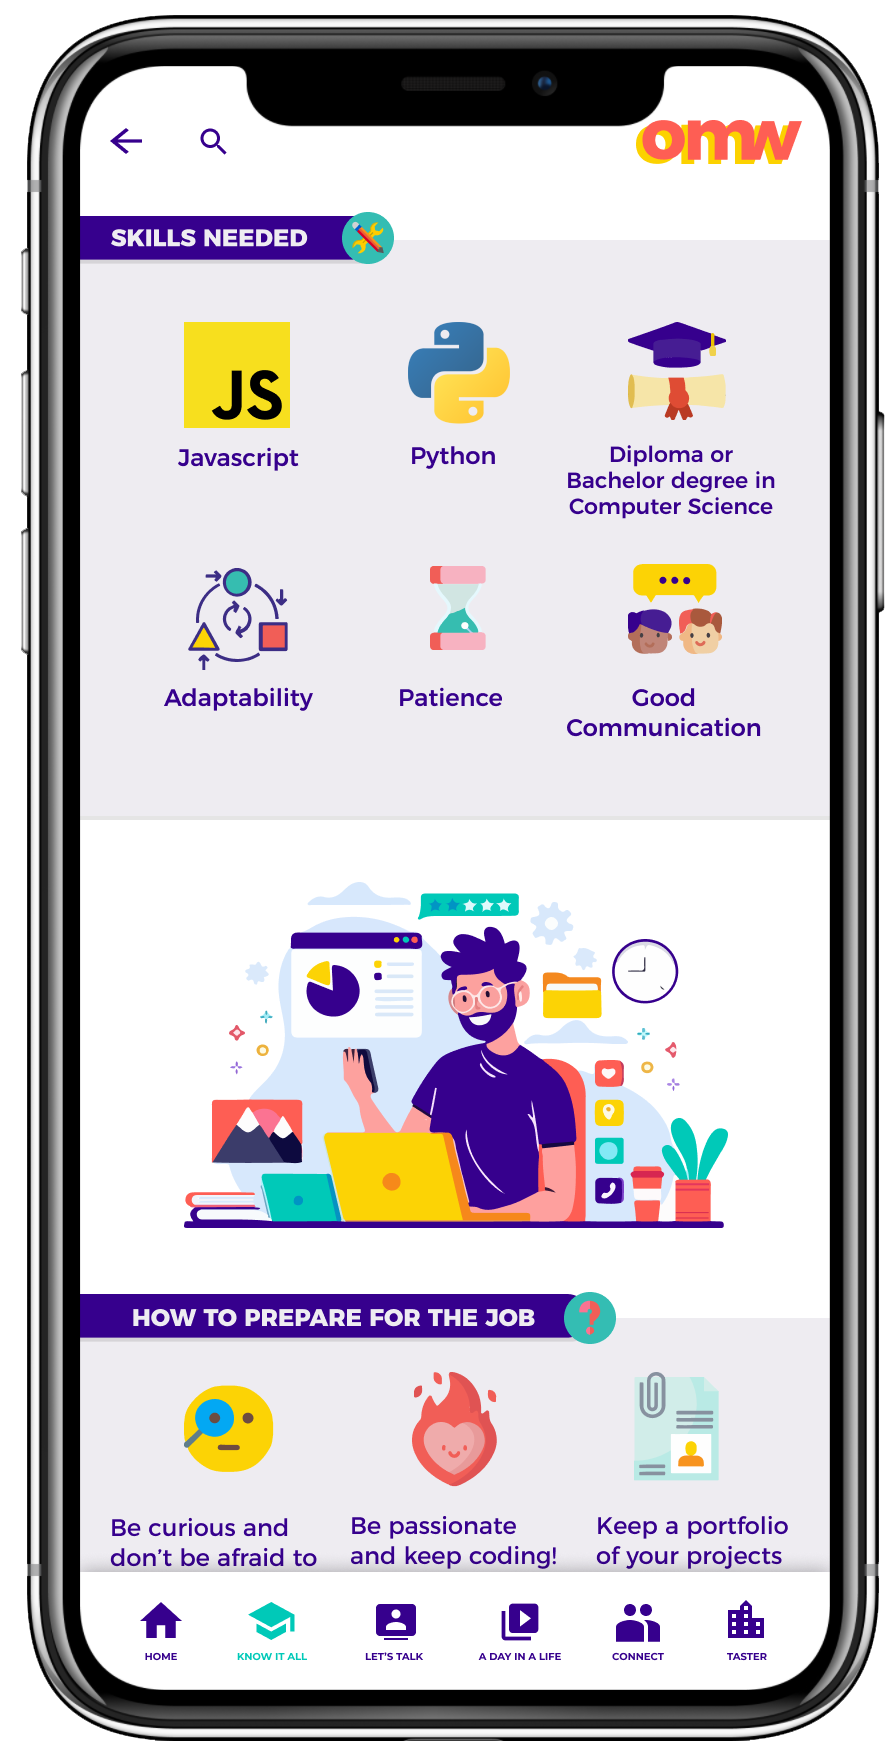 omw
SKILLS NEEDED
JS
Javascript
Python
Diploma or
Bachelor degree in
Computer Science
Adaptability
Patience
Good
Communication
HOW TO PREPARE FOR THE JOB
Be curious and
don't be afraid to
Be passionate
and keep coding!
Keep a portfolio
of your projects
HOME
KNOW IT ALL
LET'S TALK
A DAY IN A LIFE
CONNECT
TASTER